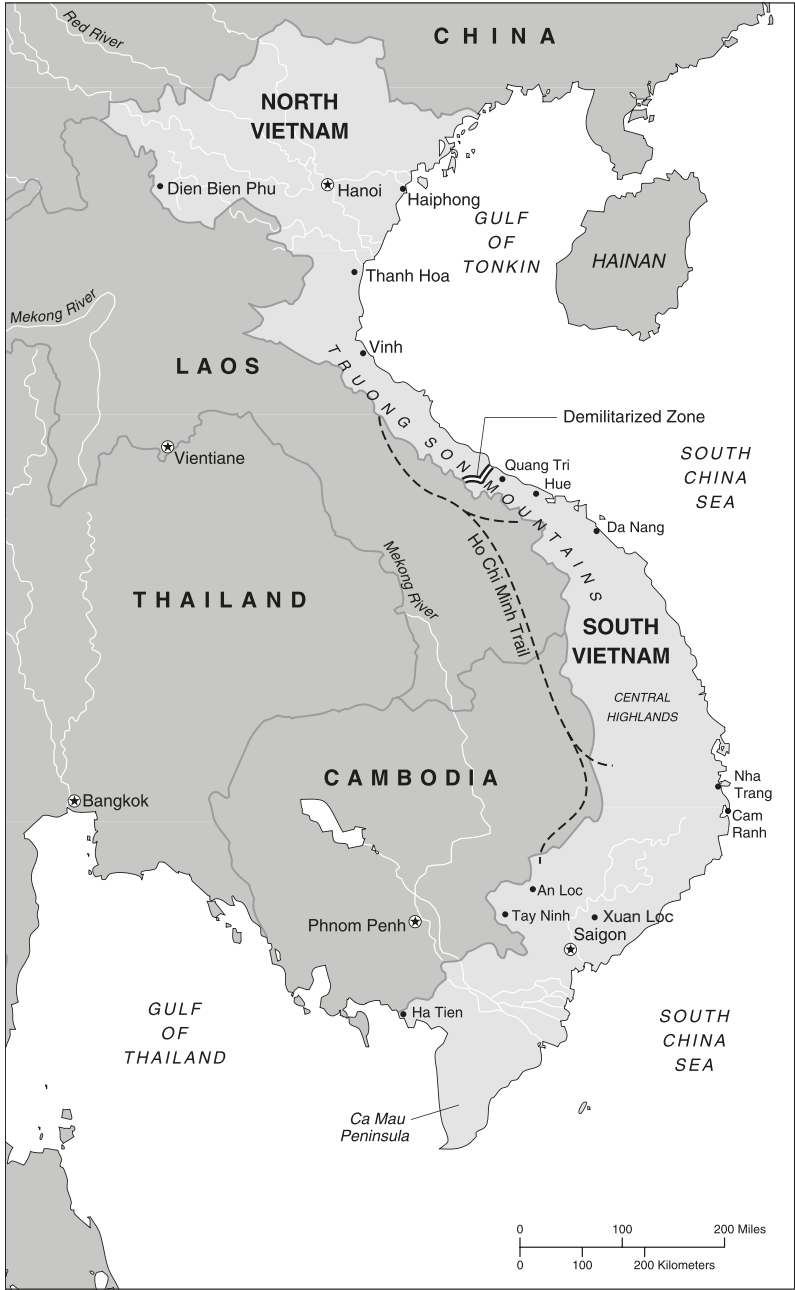 Red River
CHINA
NORTH
VIETNAM
Dien Bien Phu
Hanoi
Haiphong
GULF
OF
TONKIN
HAINAN
Thanh Hoa
Mekong River
LAOS
Vinh
TRUONG SON MOUNTAINS
Demilitarized Zone
Vientiane
Quang Tri
Hue
SOUTH
CHINA
SEA
Da Nang
Mekong River
Ho Chi Minh Trail
THAILAND
SOUTH
VIETNAM
CENTRAL
HIGHLANDS
CAMBODIA
Nha
Trang
Bangkok
Cam
Ranh
An Loc
Tay Ninh
Xuan Loc
Phnom Penh
Saigon
GULF
OF
THAILAND
Ha Tien
SOUTH
CHINA
SEA
Ca Mau
Peninsula
0 100 200 Miles
0 100 200 Kilometers